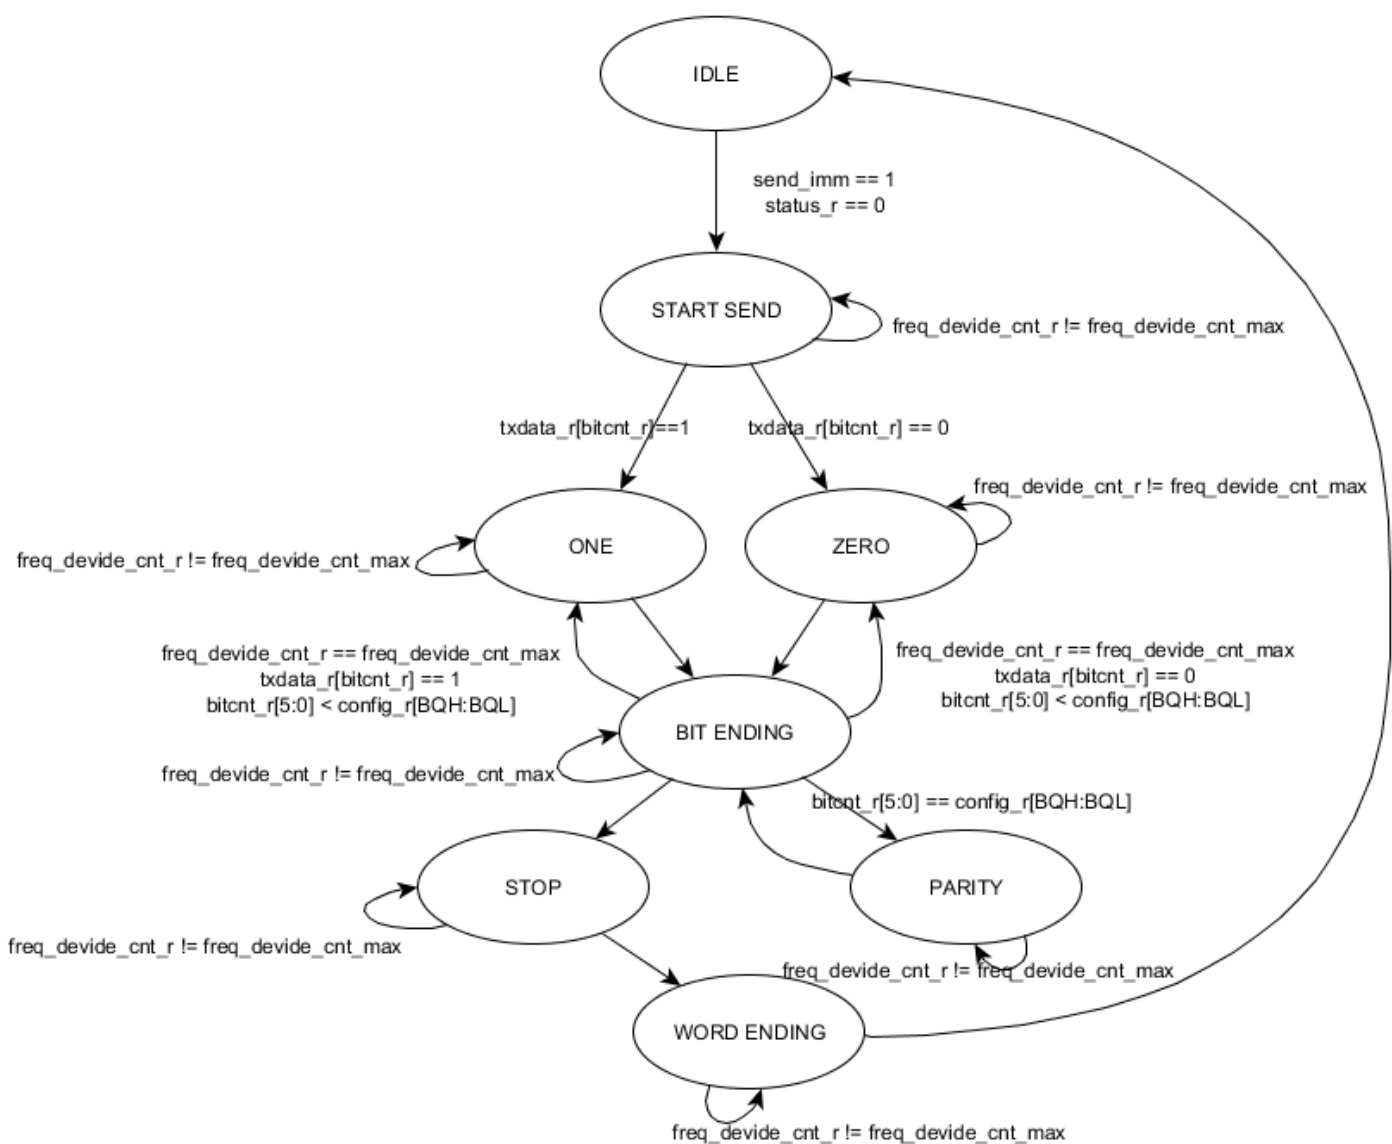 IDLE
send_imm == 1
status_r == 0
START SEND
freq_devide_cnt_r != freq_devide_cnt_max
txdata_r[bitcnt_r]==1
txdata_r[bitcnt_r] == 0
freq_devide_cnt_r != freq_devide_cnt_max
ONE
ZERO
freq_devide_cnt_r != freq_devide_cnt_max
freq_devide_cnt_r == freq_devide_cnt_max
txdata_r[bitcnt_r] == 1
bitcnt_r[5:0] < config_r[BQH:BQL]
freq_devide_cnt_r == freq_devide_cnt_max
txdata_r[bitcnt_r] == 0
bitcnt_r[5:0] < config_r[BQH:BQL]
BIT ENDING
freq_devide_cnt_r != freq_devide_cnt_max
bitcnt_r[5:0] == config_r[BQH:BQL]
STOP
PARITY
freq_devide_cnt_r != freq_devide_cnt_max
freq_devide_cnt_r != freq_devide_cnt_max
WORD ENDING
freq_devide_cnt_r != freq_devide_cnt_max